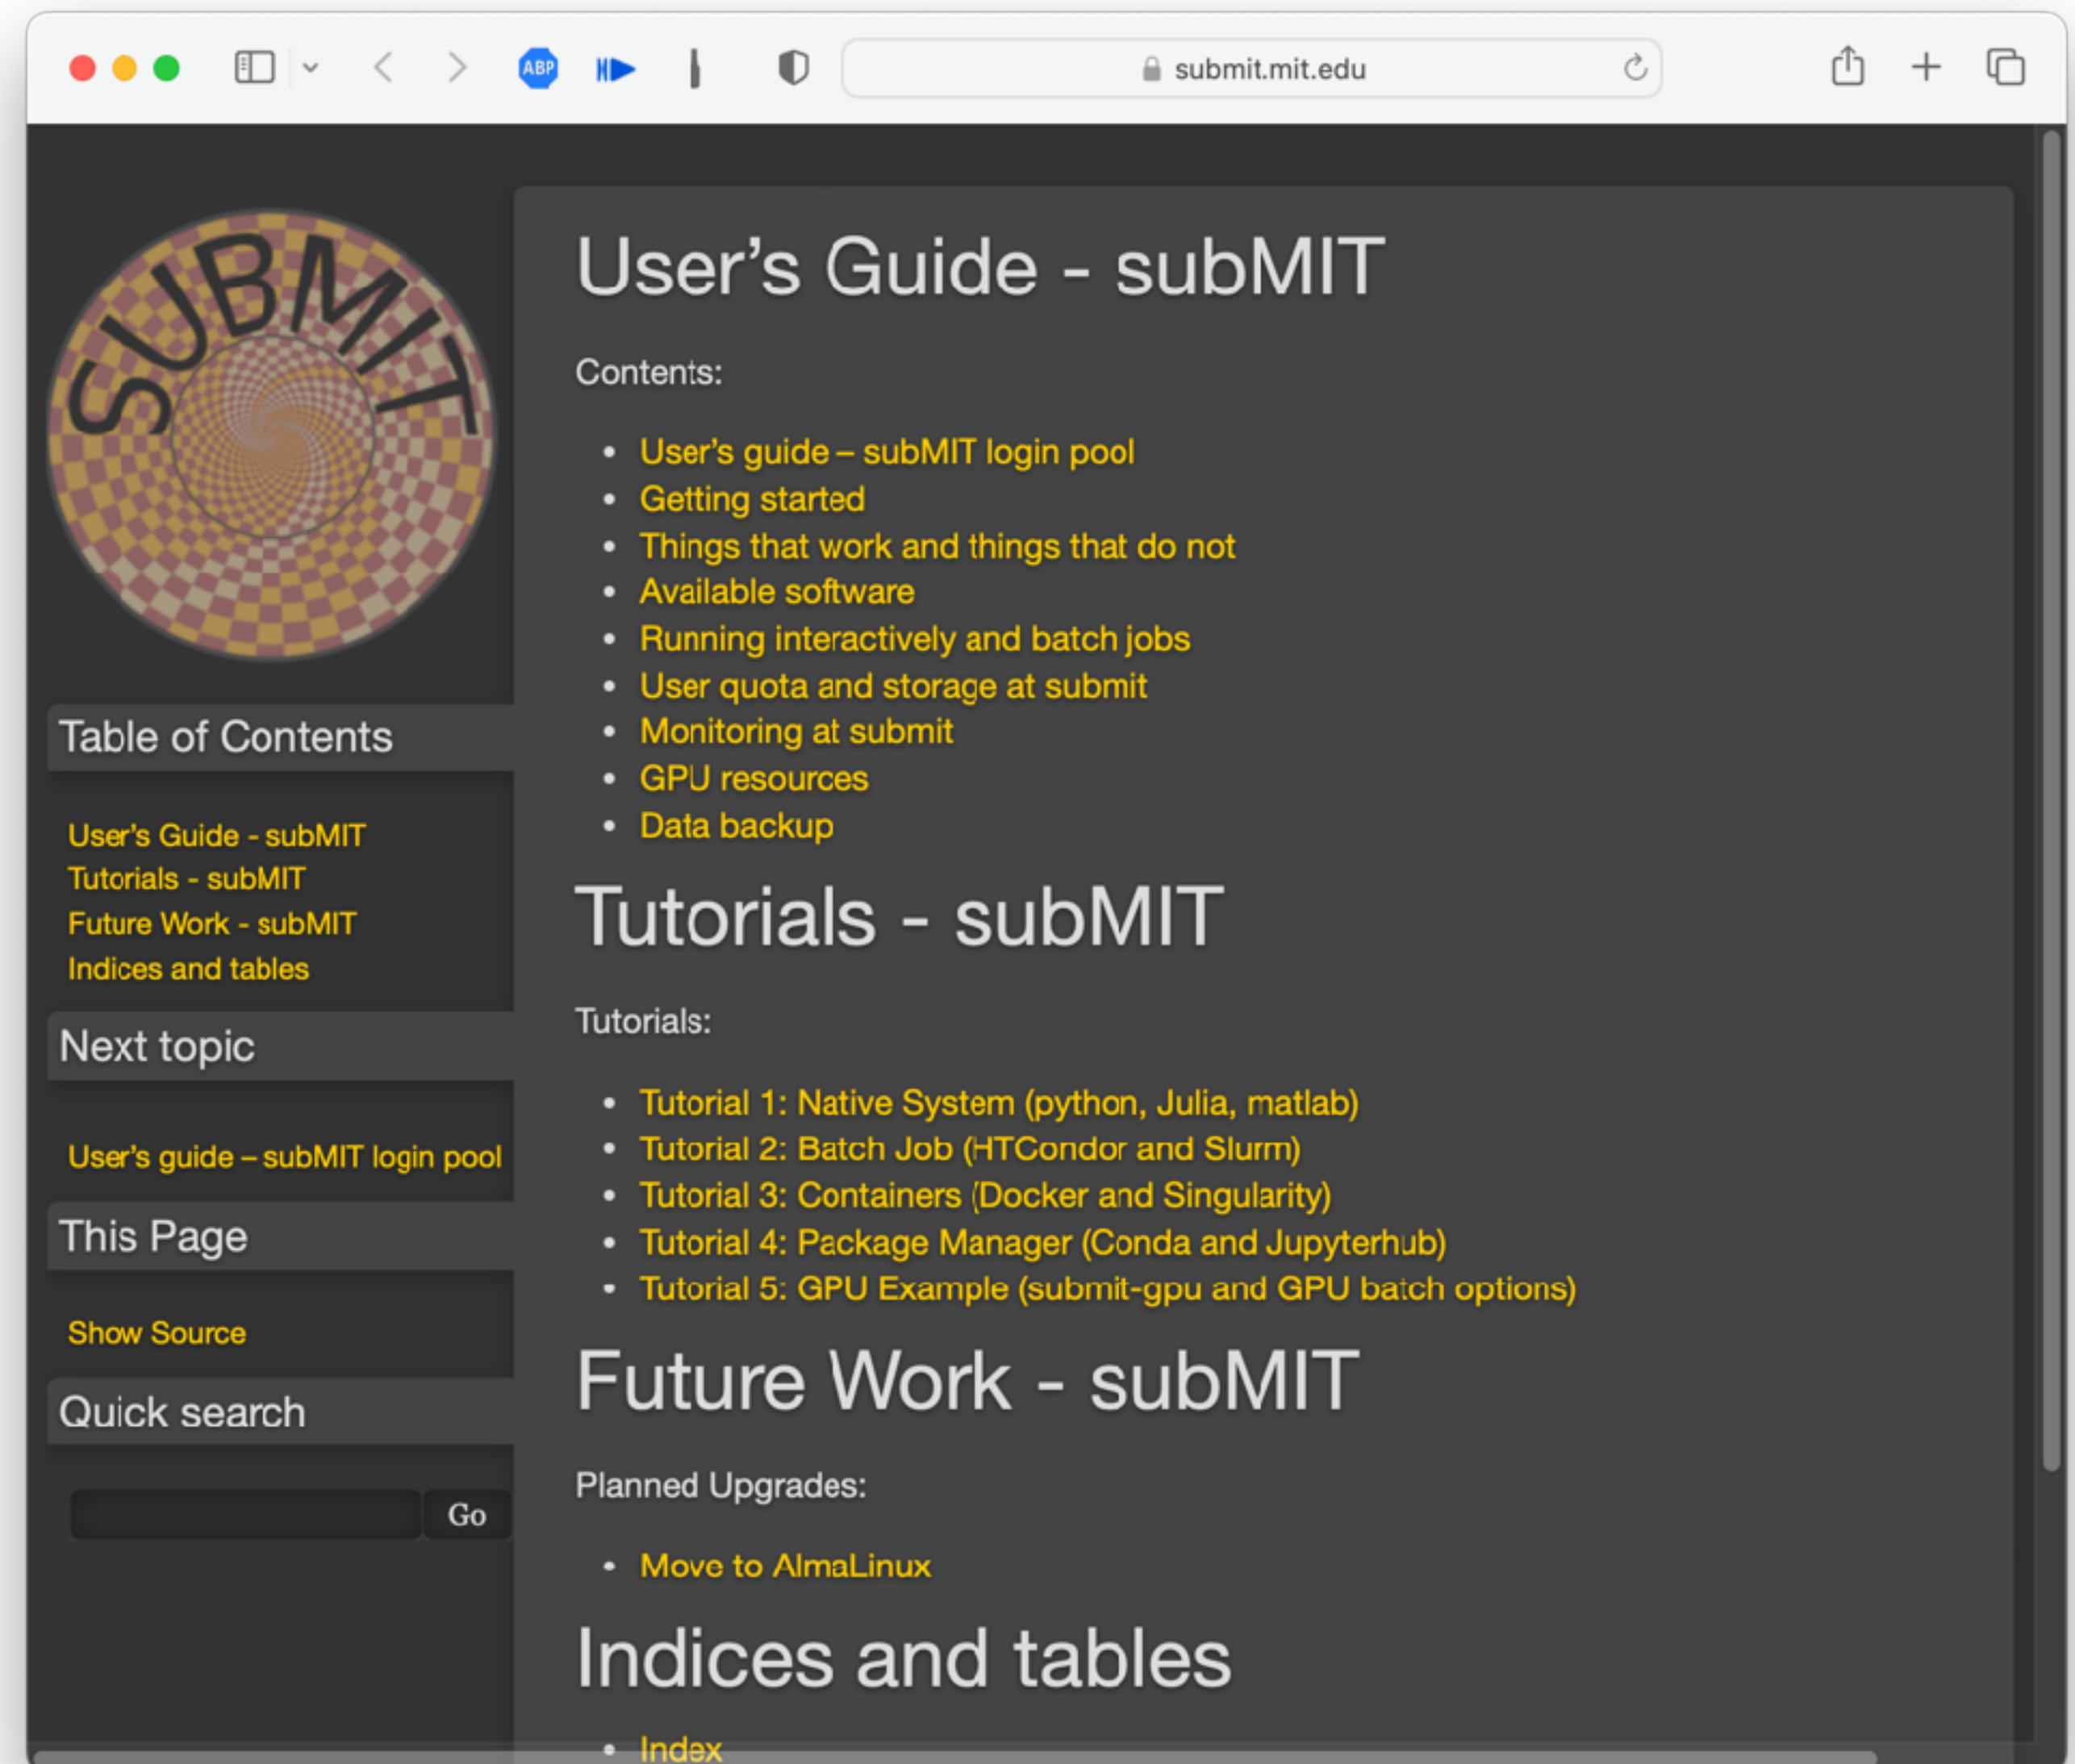 ABP
submit.mit.edu
SUBMIT
Table of Contents
User's Guide - subMIT
Tutorials - subMIT
Future Work - subMIT
Indices and tables
Next topic
User's guide – subMIT login pool
This Page
Show Source
Quick search
Go
User's Guide - subMIT
Contents:
• User's guide – subMIT login pool
• Getting started
• Things that work and things that do not
• Available software
• Running interactively and batch jobs
• User quota and storage at submit
• Monitoring at submit
• GPU resources
• Data backup
Tutorials - subMIT
Tutorials:
• Tutorial 1: Native System (python, Julia, matlab)
• Tutorial 2: Batch Job (HTCondor and Slurm)
• Tutorial 3: Containers (Docker and Singularity)
• Tutorial 4: Package Manager (Conda and Jupyterhub)
• Tutorial 5: GPU Example (submit-gpu and GPU batch options)
Future Work - subMIT
Planned Upgrades:
• Move to AlmaLinux
Indices and tables
• Index